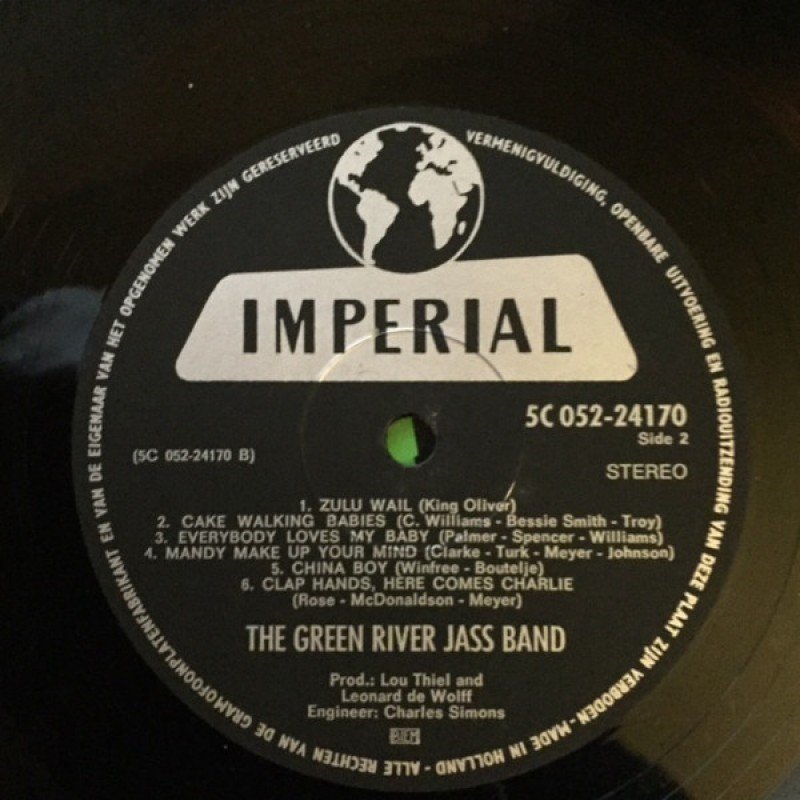 IMPERIAL
5C 052-24170
Side 2
(5C 052-24170 B)
STEREO
1. ZULU WAIL (King Oliver)
2. CAKE WALKING BABIES (C. Williams - Bessie Smith - Troy)
3. EVERYBODY LOVES MY BABY (Palmer - Spencer - Williams)
4. MANDY MAKE UP YOUR MIND (Clarke - Turk - Meyer - Johnson)
5. CHINA BOY (Winfree - Boutelje)
6. CLAP HANDS, HERE COMES CHARLIE
(Rose - McDonaldson - Meyer)
THE GREEN RIVER JASS BAND
Prod.: Lou Thiel and
Leonard de Wolff
Engineer: Charles Simons
BIEM
ALLE RECHTEN VAN DE GRAMOFOONPLATENFABRIKANT EN VAN DE EIGENAAR VAN HET OPGENOMEN WERK ZIJN GERESERVEERD
VERMENIGVULDIGING, OPENBARE UITVOERING EN RADIOUITZENDING VAN DEZE PLAAT ZIJN VERBODEN - MADE IN HOLLAND -